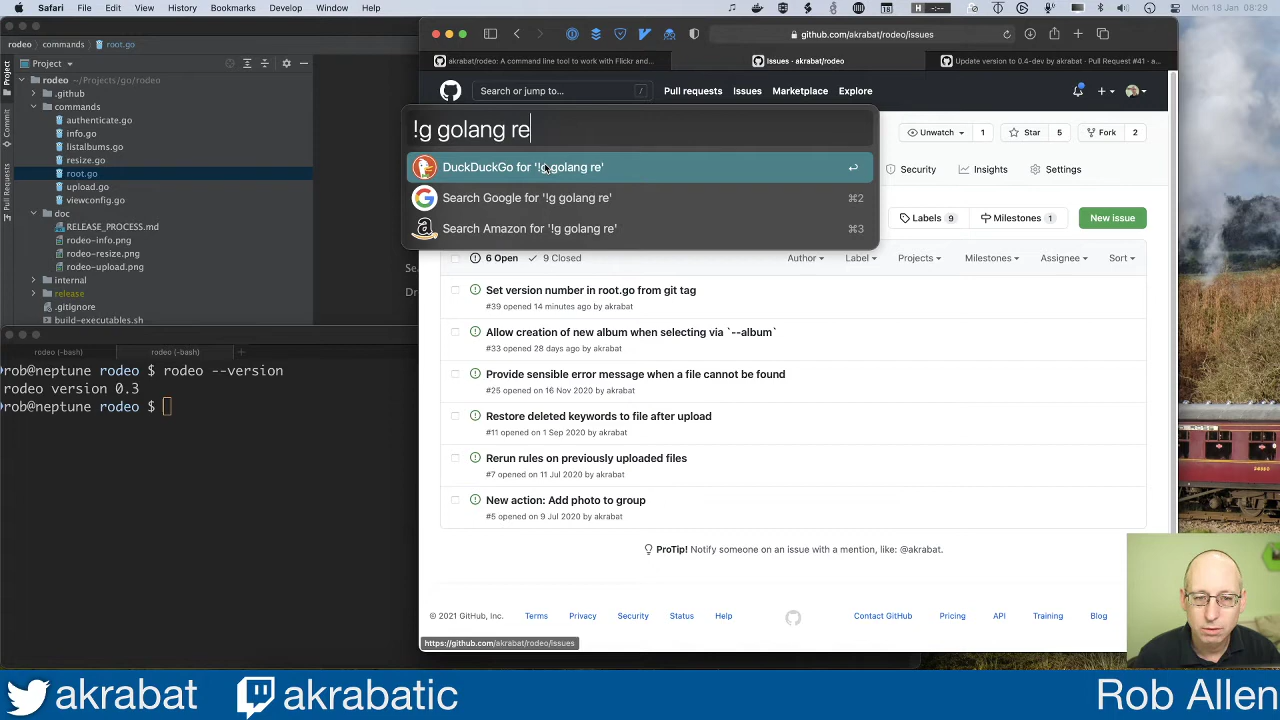 Safari File Edit View History Bookmarks Develop Window Help
Mon 18 Jan 08:29
rodeo commands root.go
Project
rodeo ~/Projects/go/rodeo
.github
commands
authenticate.go
info.go
listalbums.go
resize.go
root.go
upload.go
viewconfig.go
doc
RELEASE_PROCESS.md
rodeo-info.png
rodeo-resize.png
rodeo-upload.png
internal
release
.gitignore
build-executables.sh
Project
Commit
Pull Requests
rodeo (-bash) rodeo (-bash)
rob@neptune rodeo $ rodeo --version
rodeo version 0.3
rob@neptune rodeo $
github.com/akrabat/rodeo/issues
akrabat/rodeo: A command line tool to work with Flickr and...
Issues · akrabat/rodeo
Update version to 0.4-dev by akrabat · Pull Request #41 · a...
Search or jump to... /
Pull requests Issues Marketplace Explore
!g golang re
DuckDuckGo for '!g golang re'
Search Google for '!g golang re' ⌘2
Search Amazon for '!g golang re' ⌘3
Unwatch 1 Star 5 Fork 2
Security Insights Settings
Labels 9 Milestones 1 New issue
6 Open 9 Closed
Author Label Projects Milestones Assignee Sort
Set version number in root.go from git tag
#39 opened 14 minutes ago by akrabat
Allow creation of new album when selecting via `--album`
#33 opened 28 days ago by akrabat
Provide sensible error message when a file cannot be found
#25 opened on 16 Nov 2020 by akrabat
Restore deleted keywords to file after upload
#11 opened on 1 Sep 2020 by akrabat
Rerun rules on previously uploaded files
#7 opened on 11 Jul 2020 by akrabat
New action: Add photo to group
#5 opened on 9 Jul 2020 by akrabat
ProTip! Notify someone on an issue with a mention, like: @akrabat.
© 2021 GitHub, Inc. Terms Privacy Security Status Help
Contact GitHub Pricing API Training Blog
https://github.com/akrabat/rodeo/issues
akrabat akrabatic Rob Allen